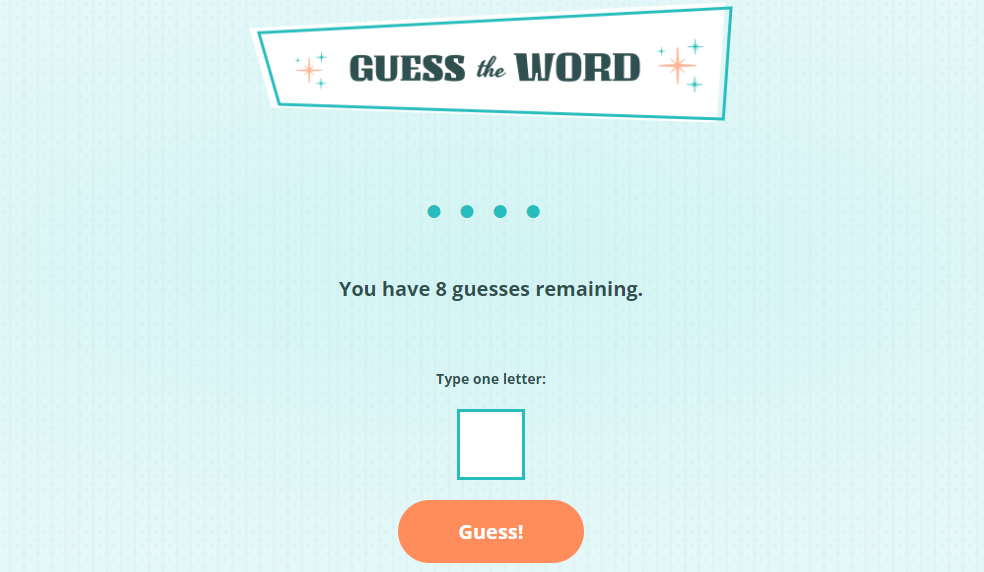 GUESS the WORD
● ● ● ●
You have 8 guesses remaining.
Type one letter:
Guess!